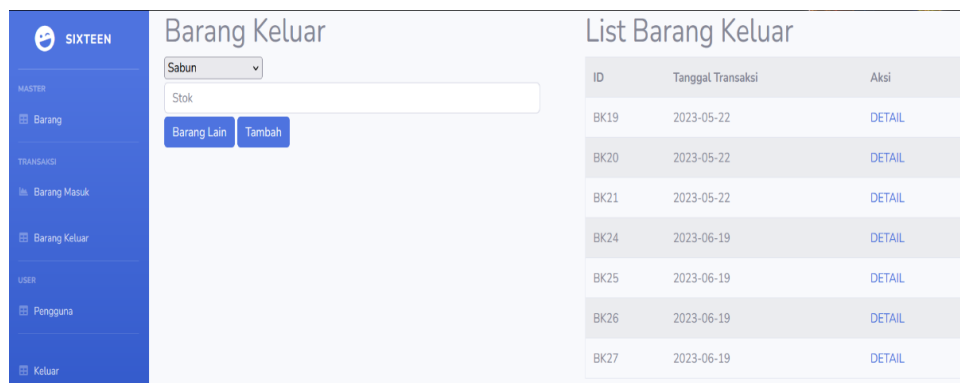 SIXTEEN
MASTER
Barang
TRANSAKSI
Barang Masuk
Barang Keluar
USER
Pengguna
Keluar
Barang Keluar
Sabun
Stok
Barang Lain Tambah
List Barang Keluar
ID Tanggal Transaksi Aksi
BK19 2023-05-22 DETAIL
BK20 2023-05-22 DETAIL
BK21 2023-05-22 DETAIL
BK24 2023-06-19 DETAIL
BK25 2023-06-19 DETAIL
BK26 2023-06-19 DETAIL
BK27 2023-06-19 DETAIL